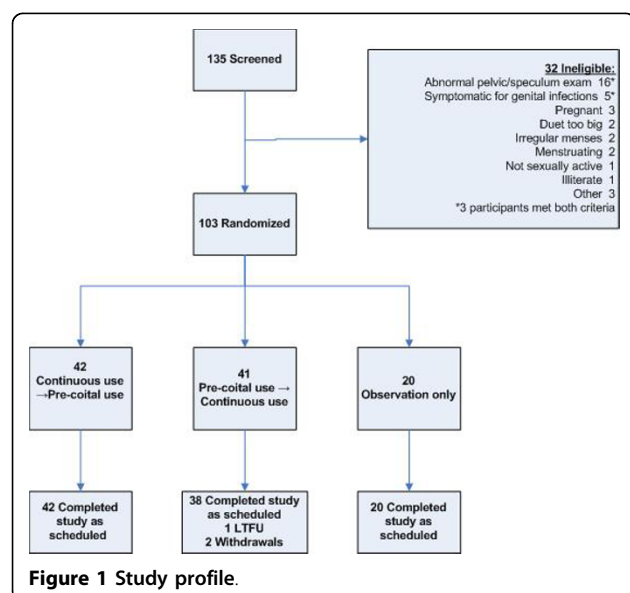 135 Screened
32 Ineligible:
Abnormal pelvic/speculum exam 16*
Symptomatic for genital infections 5*
Pregnant 3
Duet too big 2
Irregular menses 2
Menstruating 2
Not sexually active 1
Illiterate 1
Other 3
*3 participants met both criteria
103 Randomized
42
Continuous use
→Pre-coital use
41
Pre-coital use →
Continuous use
20
Observation only
42 Completed
study as
scheduled
38 Completed study
as scheduled
1 LTFU
2 Withdrawals
20 Completed
study as
scheduled
Figure 1 Study profile.